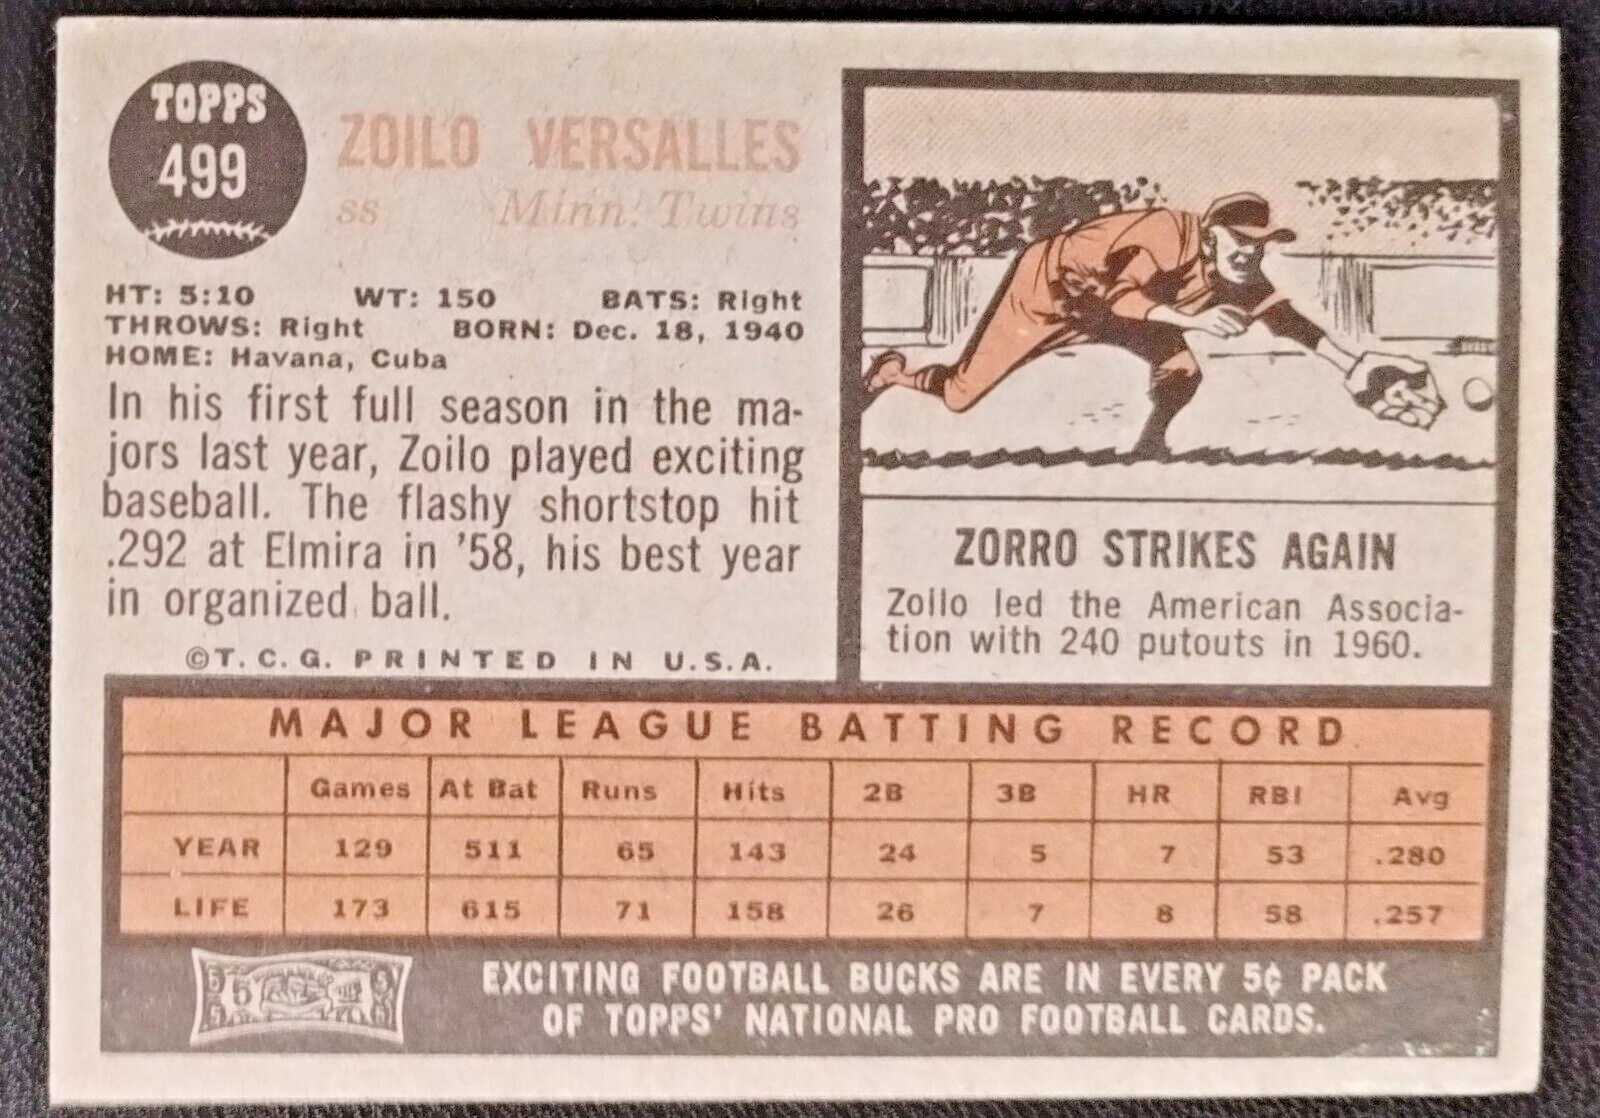 TOPPS
499
ZOILO VERSALLES
ss Minn. Twins
HT: 5:10 WT: 150 BATS: Right
THROWS: Right BORN: Dec. 18, 1940
HOME: Havana, Cuba
In his first full season in the ma-
jors last year, Zoilo played exciting
baseball. The flashy shortstop hit
.292 at Elmira in '58, his best year
in organized ball.
©T. C. G. PRINTED IN U.S.A.
ZORRO STRIKES AGAIN
Zoilo led the American Associa-
tion with 240 putouts in 1960.
MAJOR LEAGUE BATTING RECORD
Games At Bat Runs Hits 2B 3B HR RBI Avg
YEAR 129 511 65 143 24 5 7 53 .280
LIFE 173 615 71 158 26 7 8 58 .257
EXCITING FOOTBALL BUCKS ARE IN EVERY 5¢ PACK
OF TOPPS' NATIONAL PRO FOOTBALL CARDS.